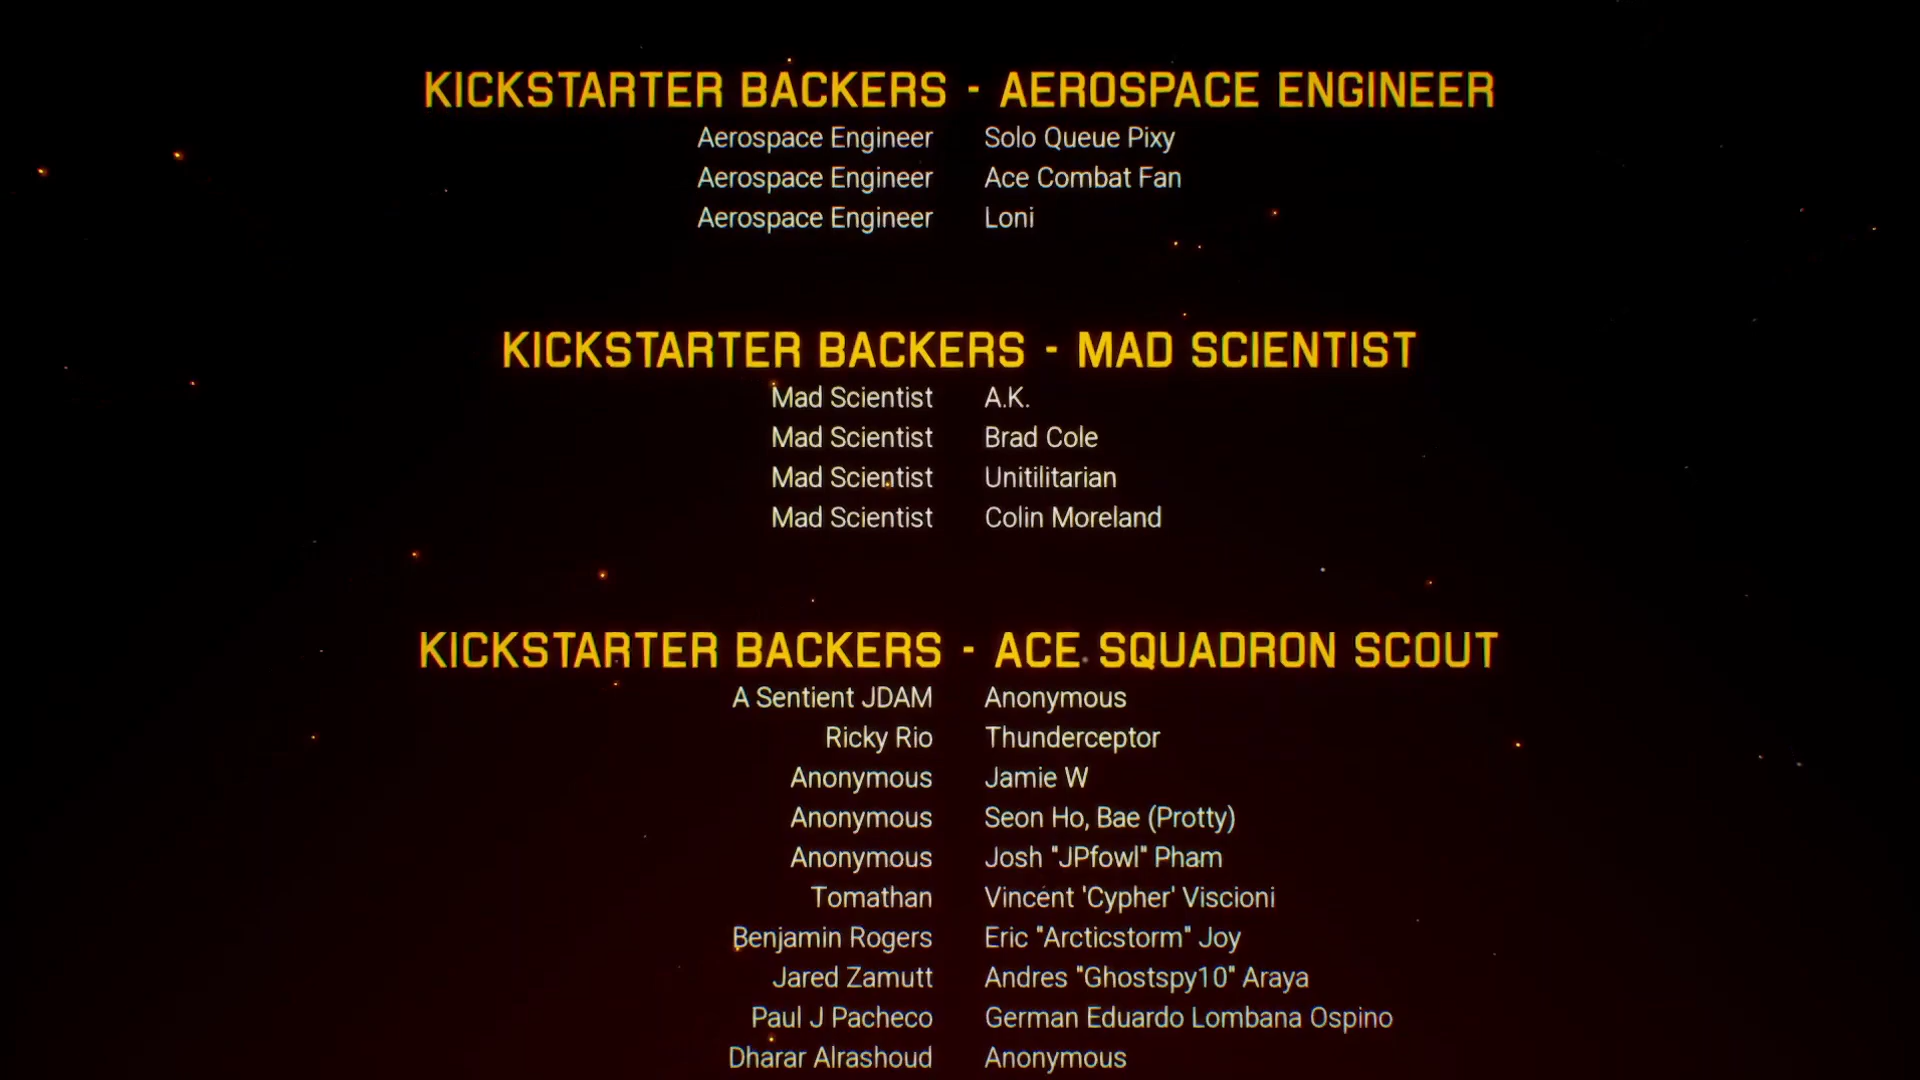 KICKSTARTER BACKERS - AEROSPACE ENGINEER
Aerospace Engineer Solo Queue Pixy
Aerospace Engineer Ace Combat Fan
Aerospace Engineer Loni
KICKSTARTER BACKERS - MAD SCIENTIST
Mad Scientist A.K.
Mad Scientist Brad Cole
Mad Scientist Unitilitarian
Mad Scientist Colin Moreland
KICKSTARTER BACKERS - ACE SQUADRON SCOUT
A Sentient JDAM Anonymous
Ricky Rio Thunderceptor
Anonymous Jamie W
Anonymous Seon Ho, Bae (Protty)
Anonymous Josh "JPfowl" Pham
Tomathan Vincent 'Cypher' Viscioni
Benjamin Rogers Eric "Arcticstorm" Joy
Jared Zamutt Andres "Ghostspy10" Araya
Paul J Pacheco German Eduardo Lombana Ospino
Dharar Alrashoud Anonymous